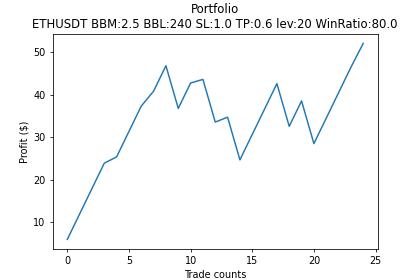 Portfolio
ETHUSDT BBM:2.5 BBL:240 SL:1.0 TP:0.6 lev:20 WinRatio:80.0
50
40
30
20
10
Profit ($)
0 5 10 15 20 25
Trade counts